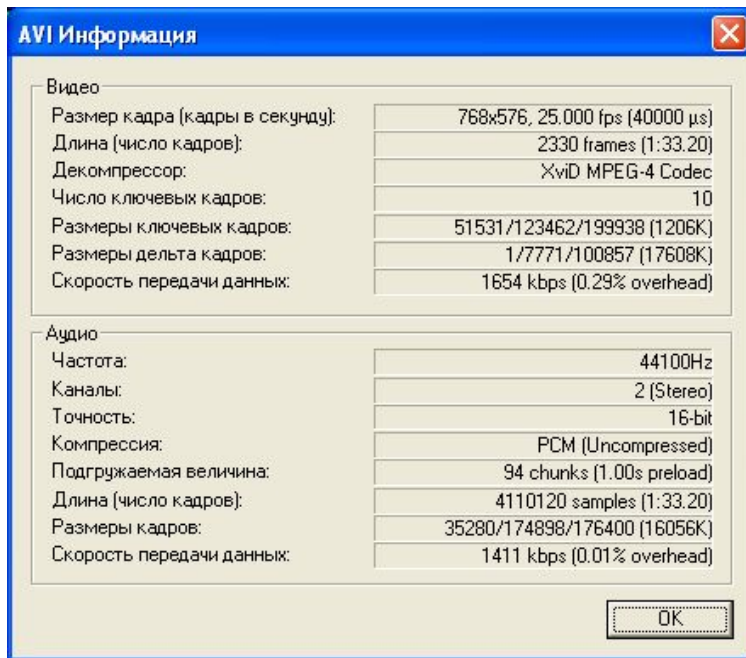 AVI Информация
Видео
Размер кадра (кадры в секунду): 768x576, 25.000 fps (40000 µs)
Длина (число кадров): 2330 frames (1:33.20)
Декомпрессор: XviD MPEG-4 Codec
Число ключевых кадров: 10
Размеры ключевых кадров: 51531/123462/199938 (1206K)
Размеры дельта кадров: 1/7771/100857 (17608K)
Скорость передачи данных: 1654 kbps (0.29% overhead)
Аудио
Частота: 44100Hz
Каналы: 2 (Stereo)
Точность: 16-bit
Компрессия: PCM (Uncompressed)
Подгружаемая величина: 94 chunks (1.00s preload)
Длина (число кадров): 4110120 samples (1:33.20)
Размеры кадров: 35280/174898/176400 (16056K)
Скорость передачи данных: 1411 kbps (0.01% overhead)
OK